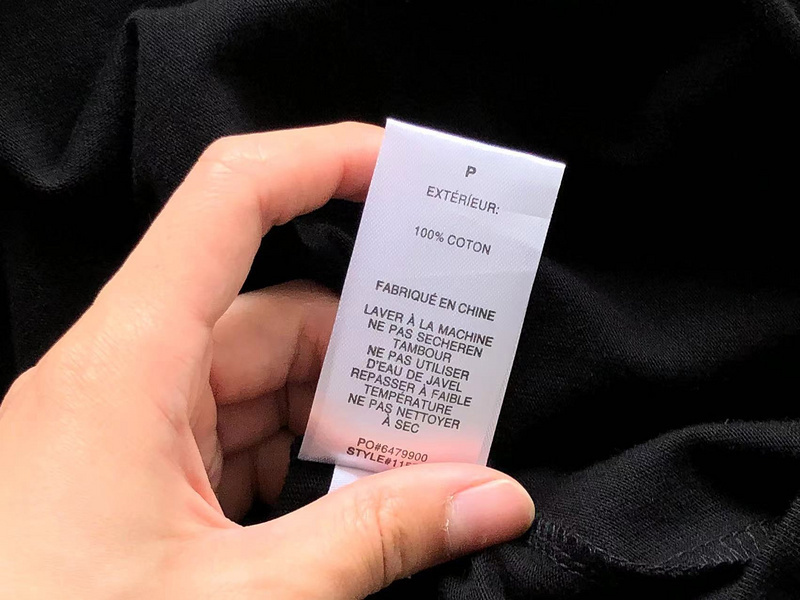 P
EXTÉRIEUR:
100% COTON
FABRIQUÉ EN CHINE
LAVER À LA MACHINE
NE PAS SECHEREN
TAMBOUR
NE PAS UTILISER
D'EAU DE JAVEL
REPASSER À FAIBLE
TEMPÉRATURE
NE PAS NETTOYER
À SEC
PO#6479900